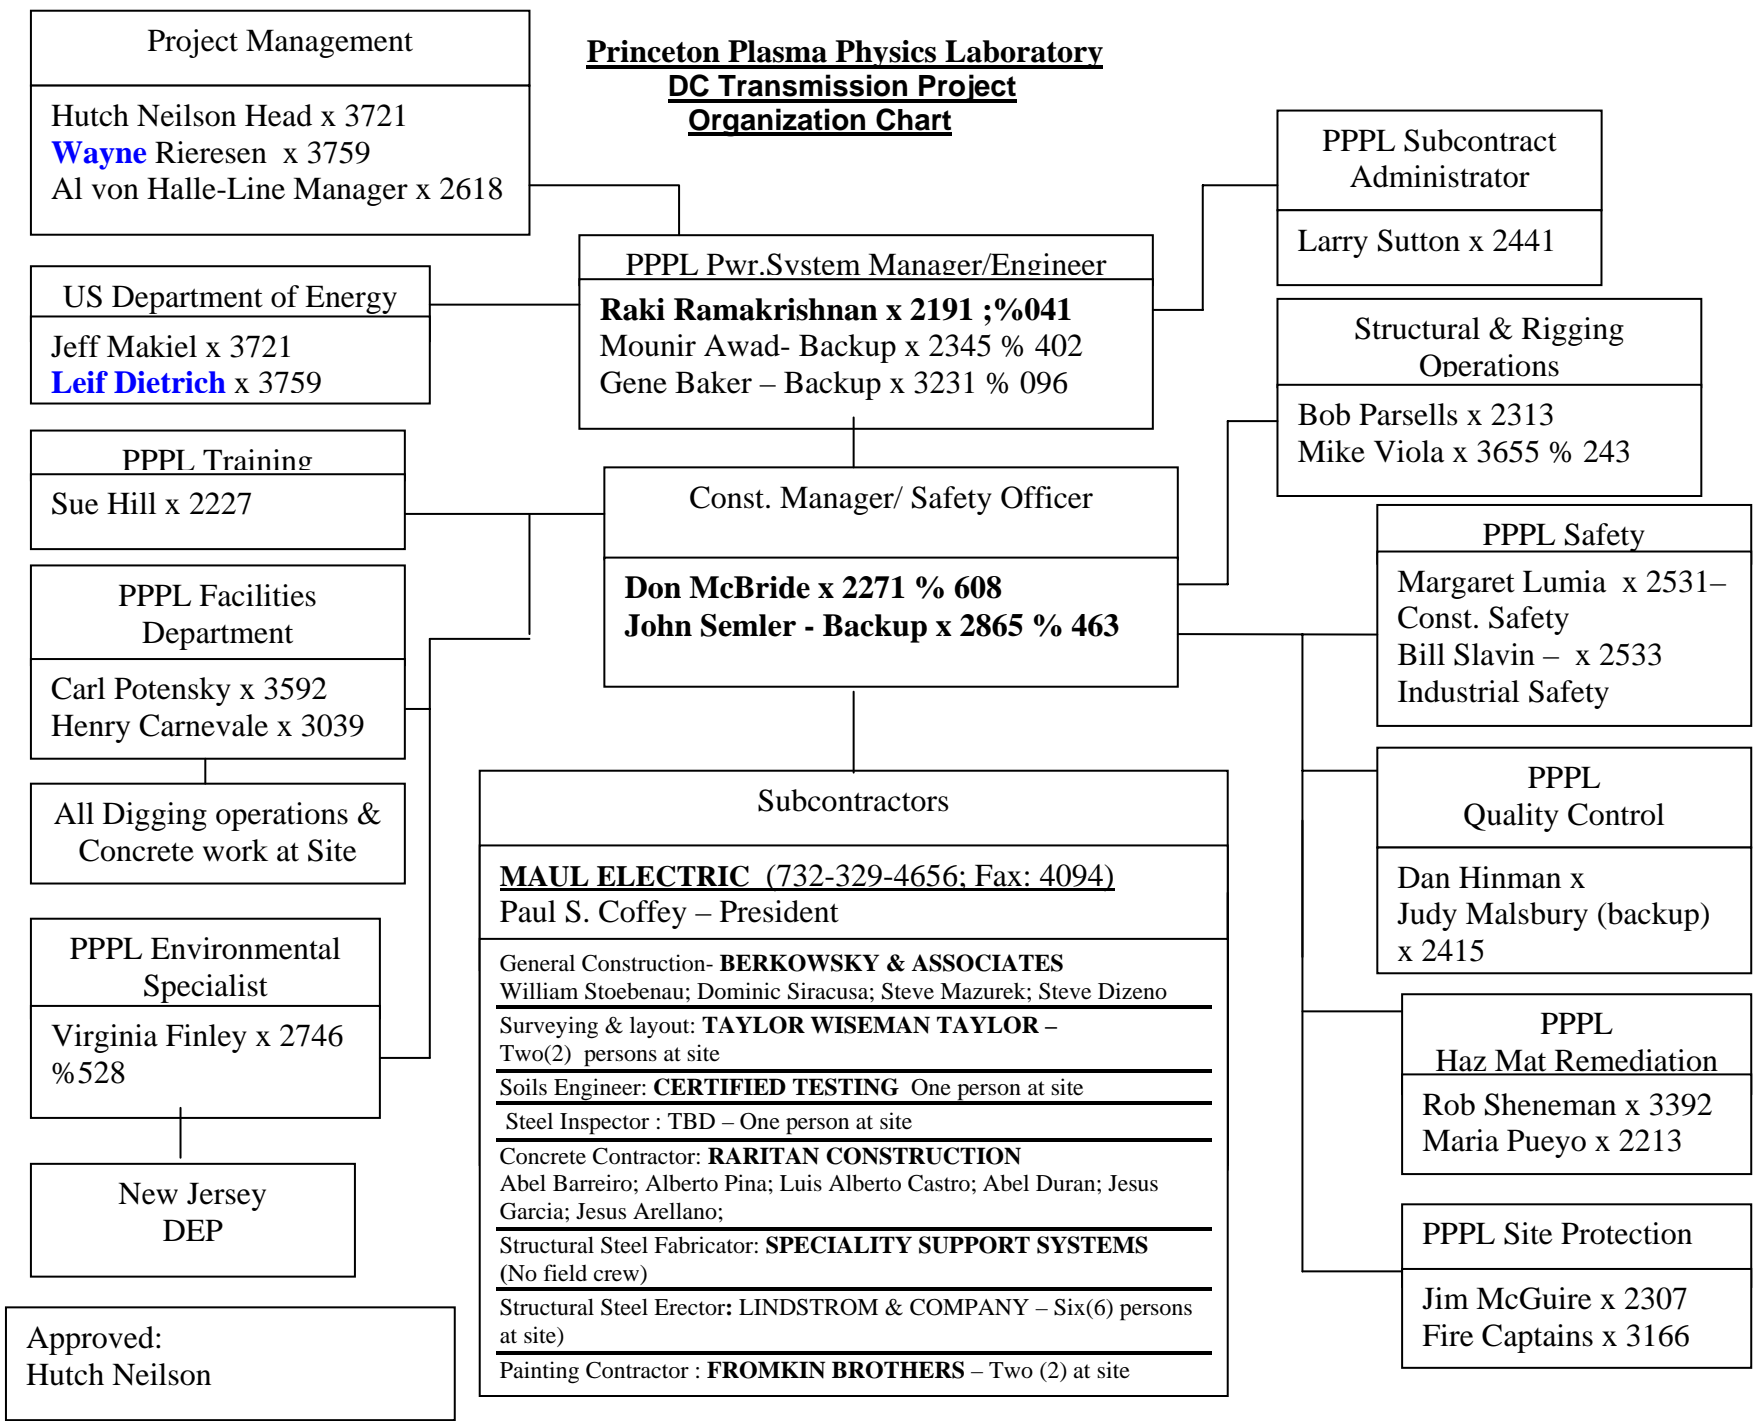 Project Management
Hutch Neilson Head x 3721
Wayne Rieresen x 3759
Al von Halle-Line Manager x 2618
Princeton Plasma Physics Laboratory
DC Transmission Project
Organization Chart
PPPL Subcontract
Administrator
Larry Sutton x 2441
PPPL Pwr.System Manager/Engineer
Raki Ramakrishnan x 2191 ;%041
Mounir Awad- Backup x 2345 % 402
Gene Baker – Backup x 3231 % 096
US Department of Energy
Jeff Makiel x 3721
Leif Dietrich x 3759
Structural & Rigging
Operations
Bob Parsells x 2313
Mike Viola x 3655 % 243
PPPL Training
Sue Hill x 2227
Const. Manager/ Safety Officer
Don McBride x 2271 % 608
John Semler - Backup x 2865 % 463
PPPL Safety
Margaret Lumia x 2531–
Const. Safety
Bill Slavin – x 2533
Industrial Safety
PPPL Facilities
Department
Carl Potensky x 3592
Henry Carnevale x 3039
All Digging operations &
Concrete work at Site
PPPL
Quality Control
Dan Hinman x
Judy Malsbury (backup)
x 2415
PPPL Environmental
Specialist
Virginia Finley x 2746
%528
New Jersey
DEP
Subcontractors
MAUL ELECTRIC (732-329-4656; Fax: 4094)
Paul S. Coffey – President
General Construction- BERKOWSKY & ASSOCIATES
William Stoebenau; Dominic Siracusa; Steve Mazurek; Steve Dizeno
Surveying & layout: TAYLOR WISEMAN TAYLOR –
Two(2) persons at site
Soils Engineer: CERTIFIED TESTING One person at site
Steel Inspector : TBD – One person at site
Concrete Contractor: RARITAN CONSTRUCTION
Abel Barreiro; Alberto Pina; Luis Alberto Castro; Abel Duran; Jesus
Garcia; Jesus Arellano;
Structural Steel Fabricator: SPECIALITY SUPPORT SYSTEMS
(No field crew)
Structural Steel Erector: LINDSTROM & COMPANY – Six(6) persons
at site)
Painting Contractor : FROMKIN BROTHERS – Two (2) at site
PPPL
Haz Mat Remediation
Rob Sheneman x 3392
Maria Pueyo x 2213
PPPL Site Protection
Jim McGuire x 2307
Fire Captains x 3166
Approved:
Hutch Neilson